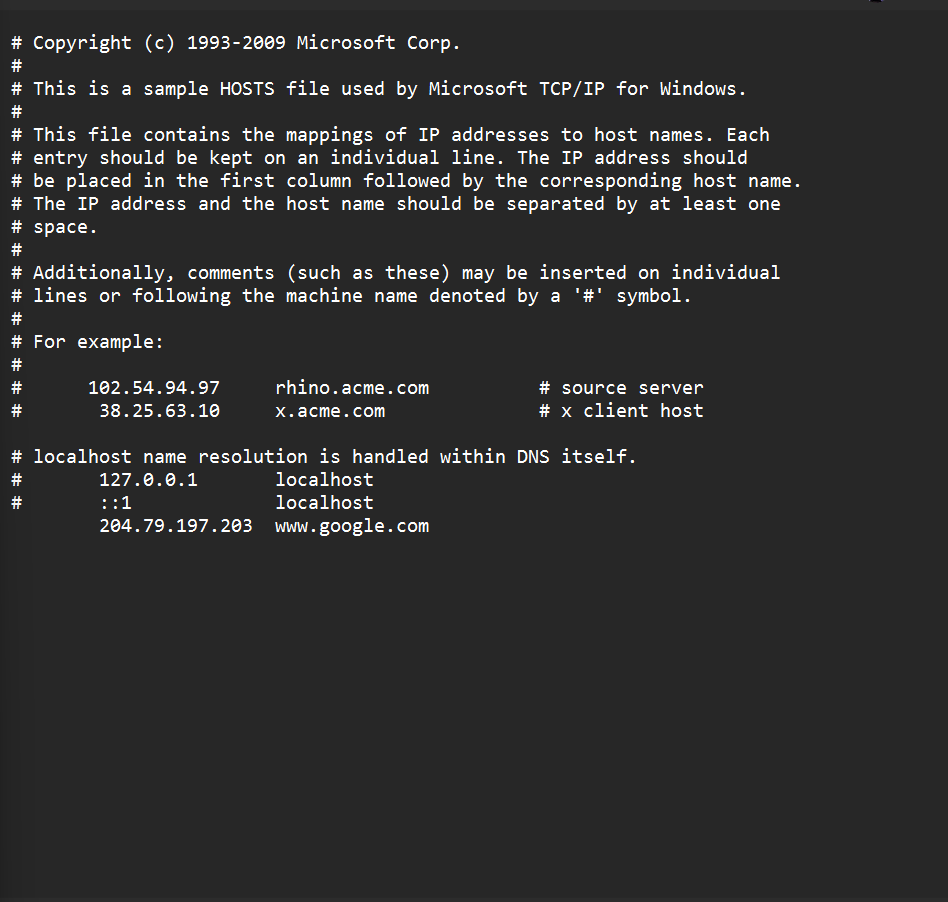 # Copyright (c) 1993-2009 Microsoft Corp.
#
# This is a sample HOSTS file used by Microsoft TCP/IP for Windows.
#
# This file contains the mappings of IP addresses to host names. Each
# entry should be kept on an individual line. The IP address should
# be placed in the first column followed by the corresponding host name.
# The IP address and the host name should be separated by at least one
# space.
#
# Additionally, comments (such as these) may be inserted on individual
# lines or following the machine name denoted by a '#' symbol.
#
# For example:
#
#      102.54.94.97     rhino.acme.com          # source server
#       38.25.63.10     x.acme.com              # x client host
# localhost name resolution is handled within DNS itself.
#       127.0.0.1       localhost
#       ::1             localhost
        204.79.197.203  www.google.com